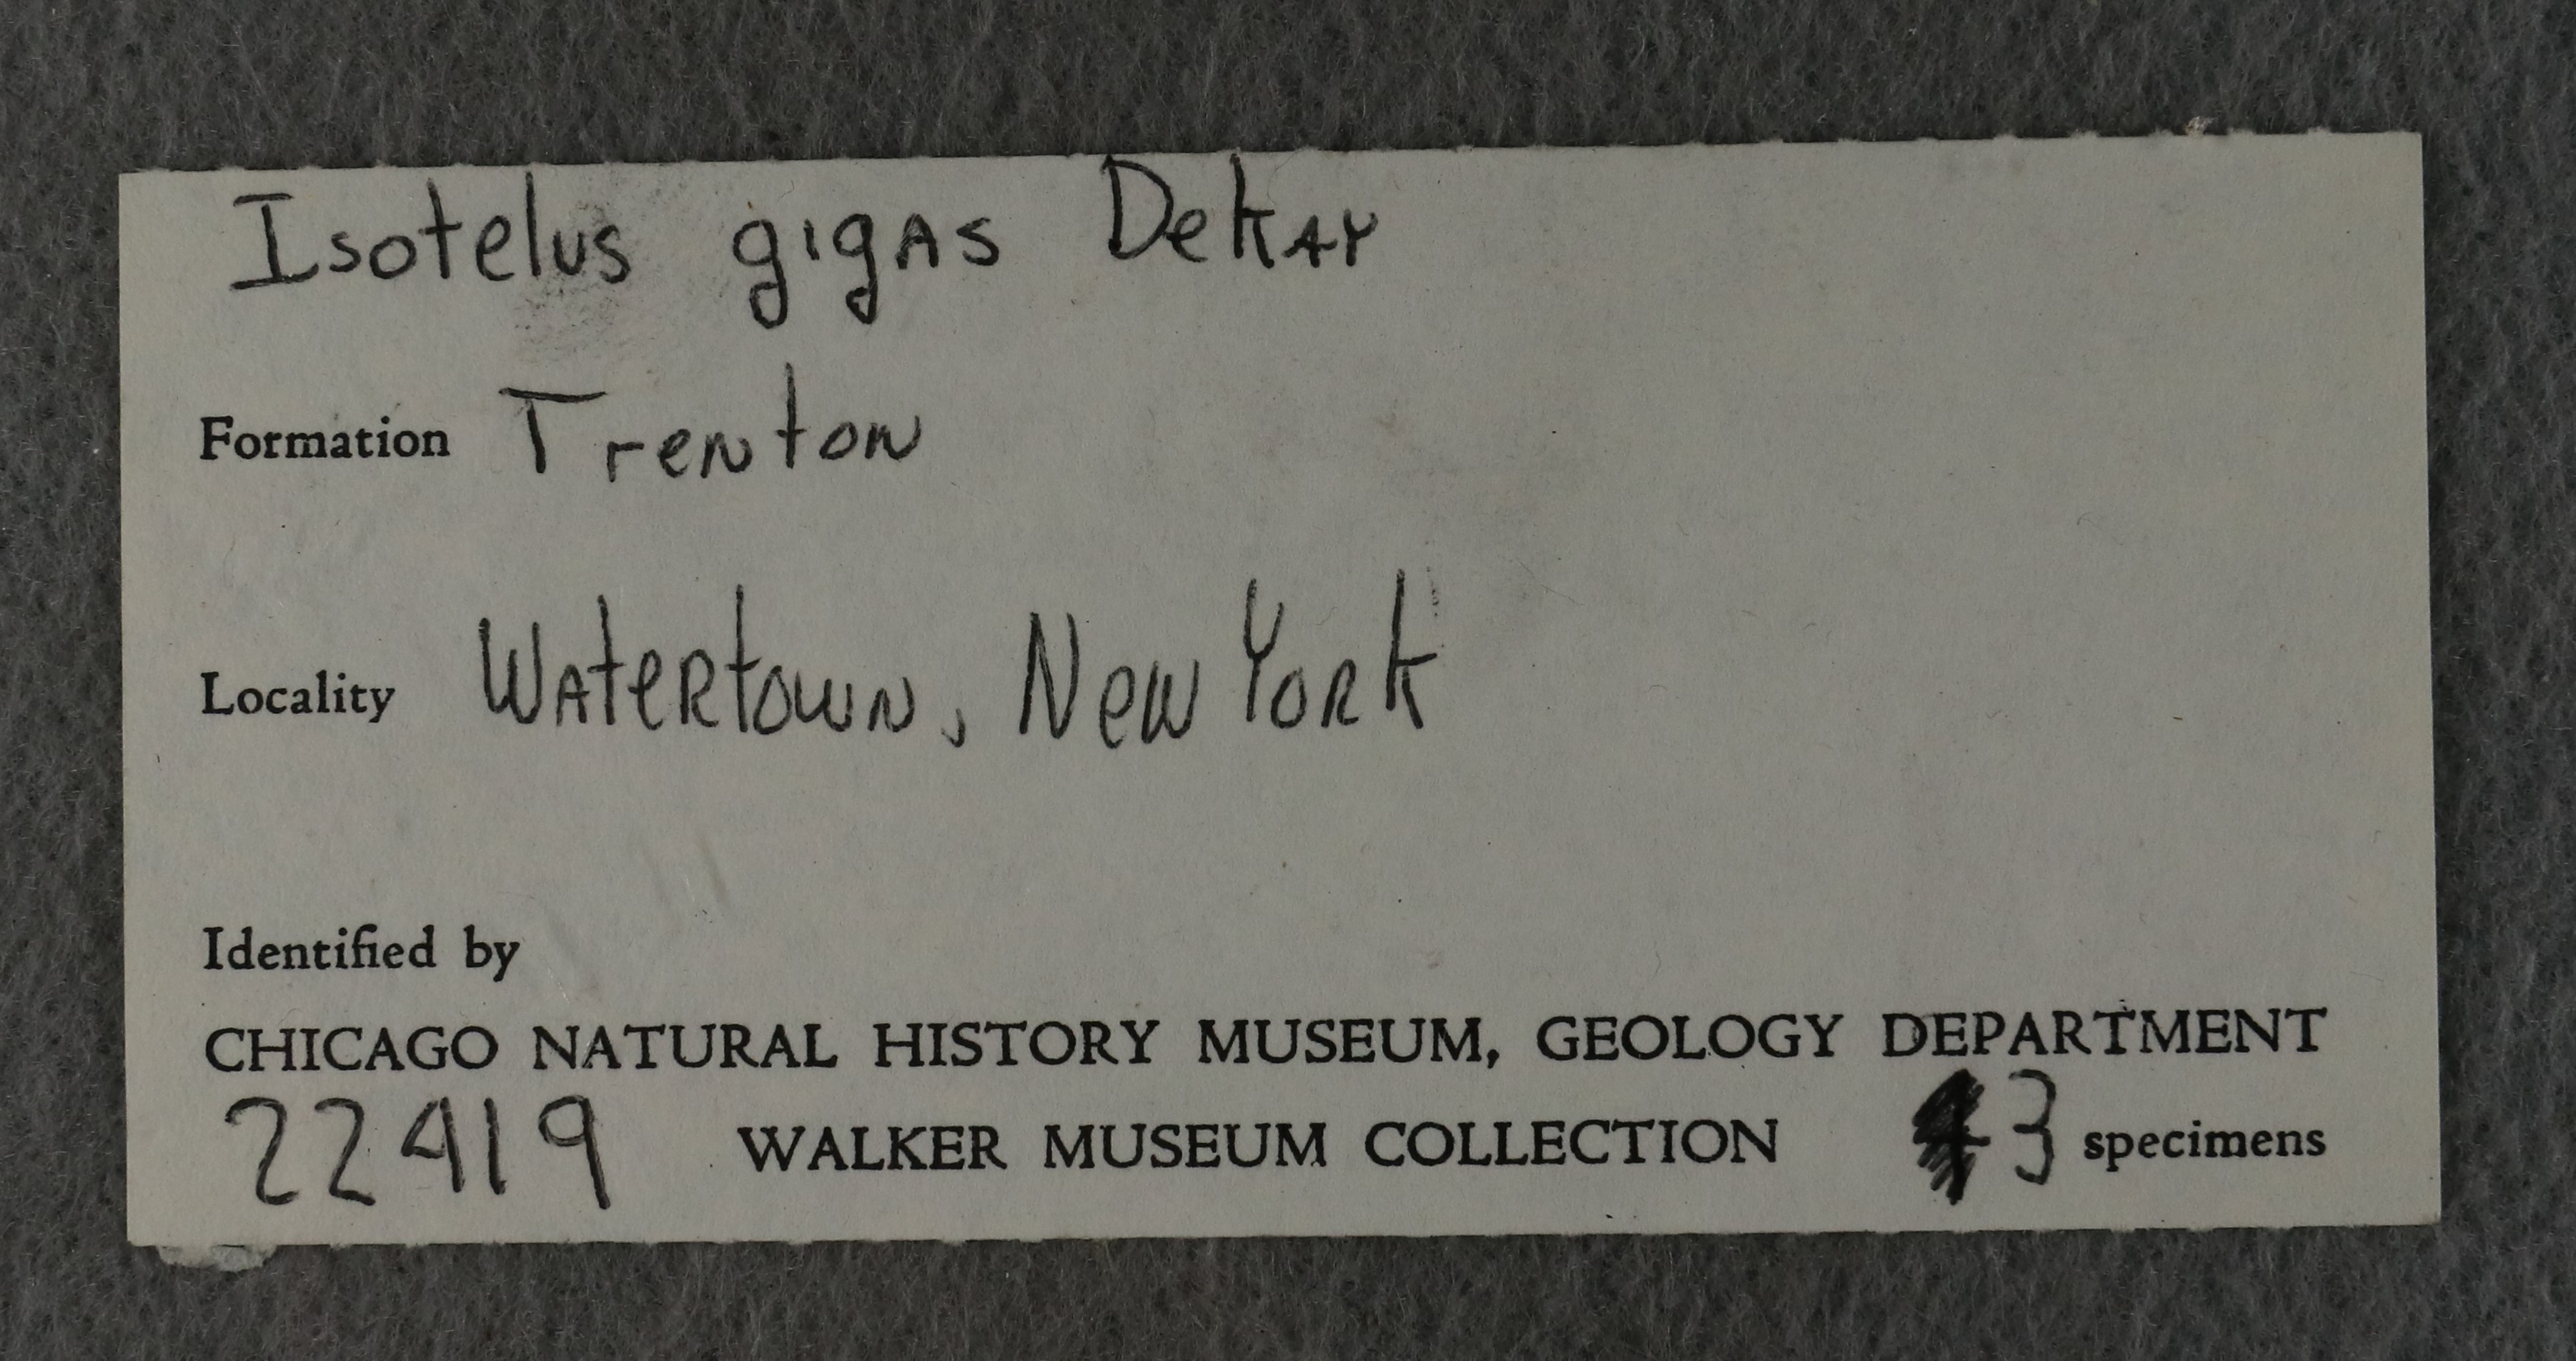 Isotelus gigas DeKay
Formation Trenton
Locality Watertown, New York
Identified by
CHICAGO NATURAL HISTORY MUSEUM, GEOLOGY DEPARTMENT
22419 WALKER MUSEUM COLLECTION 3 specimens